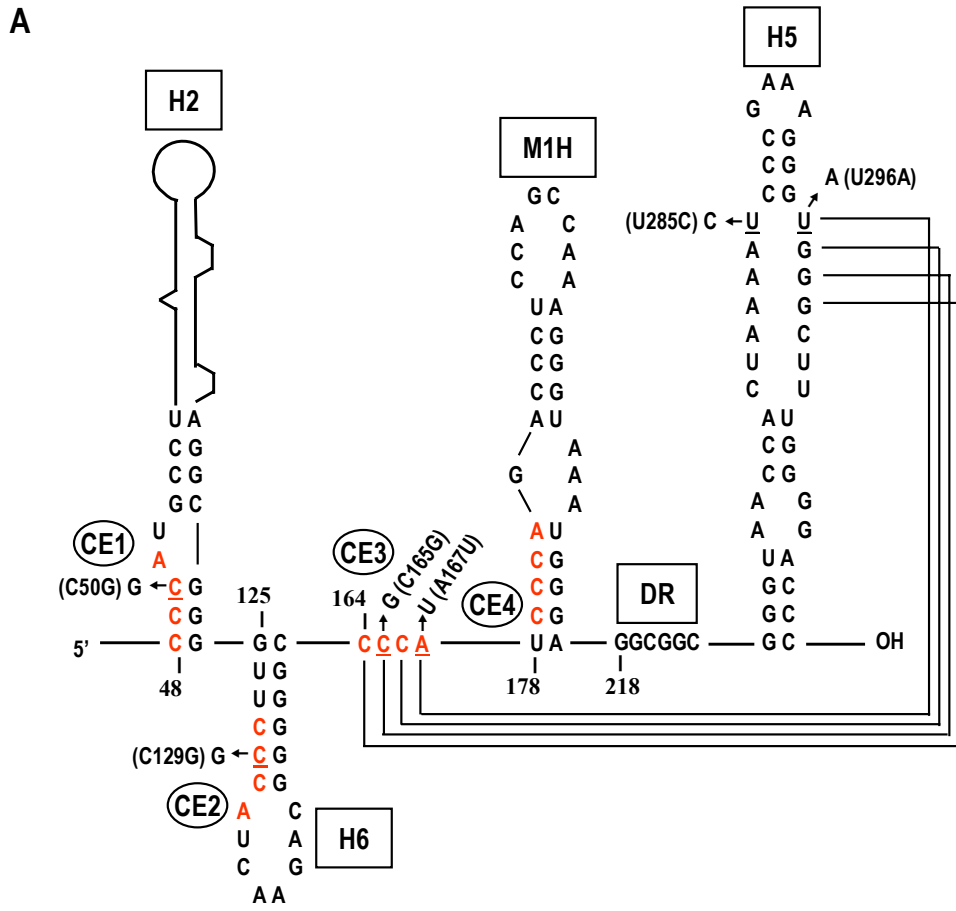 A
H5
A A
G A
H2
C G
M1H
C G
C G A (U296A)
G C C G
A C (U285C) C U U
C A A G
C A A G
U A A G
C G A C
C G U U
C G C U
U A A U A U
C G A C G
C G G A C G
G C A A G
U A U A G
CE1 A CE3 C G U A
(C50G) G C G G (C165G) U (A167U) C G G C
C G 125 164 CE4 C G DR G C
5’ C G G C C C C A U A GGCGGC G C OH
48 U G 178 218
U G
C G
(C129G) G C G
C G
CE2 A C
U A H6
C G
A A